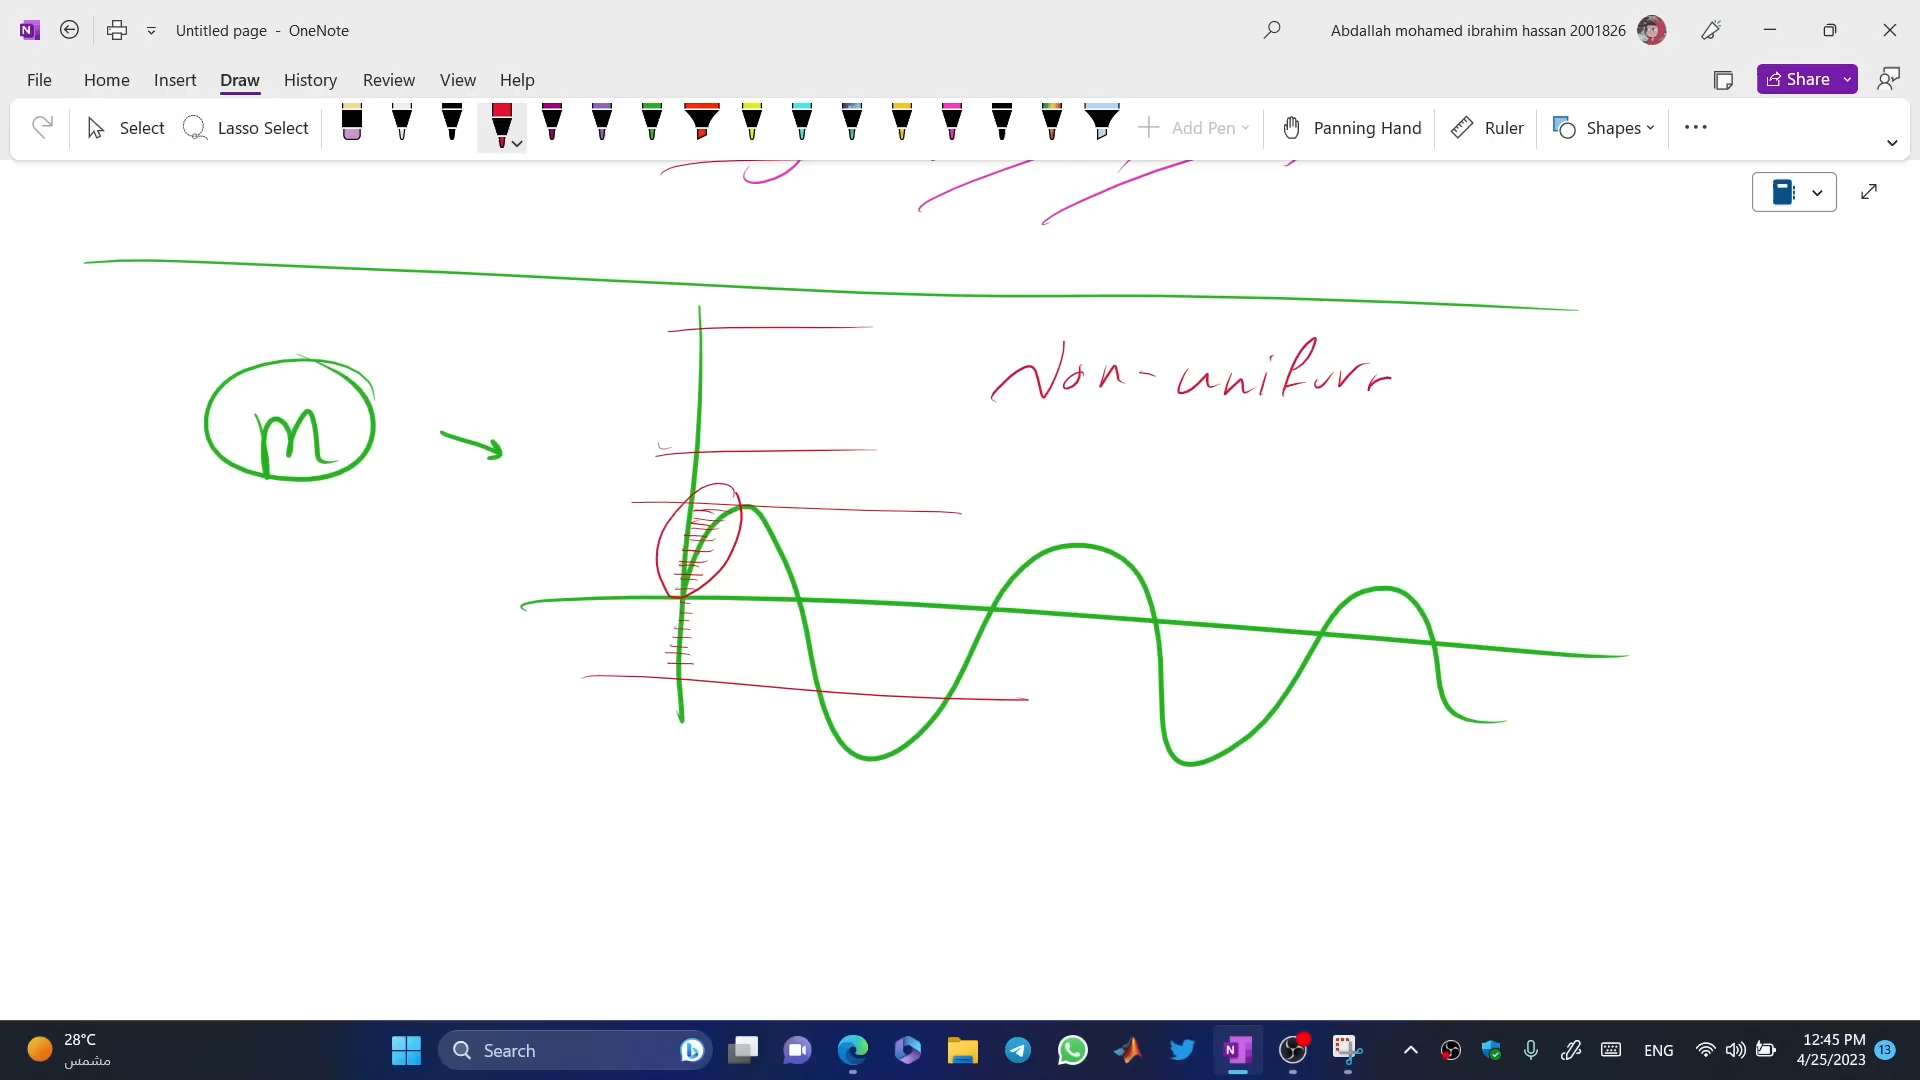 Untitled page - OneNote
Abdallah mohamed ibrahim hassan 2001826
File Home Insert Draw History Review View Help
Share
Select Lasso Select Add Pen Panning Hand Ruler Shapes
Non-uniform
m
28°C
مشمس
Search
ENG
12:45 PM
4/25/2023
13